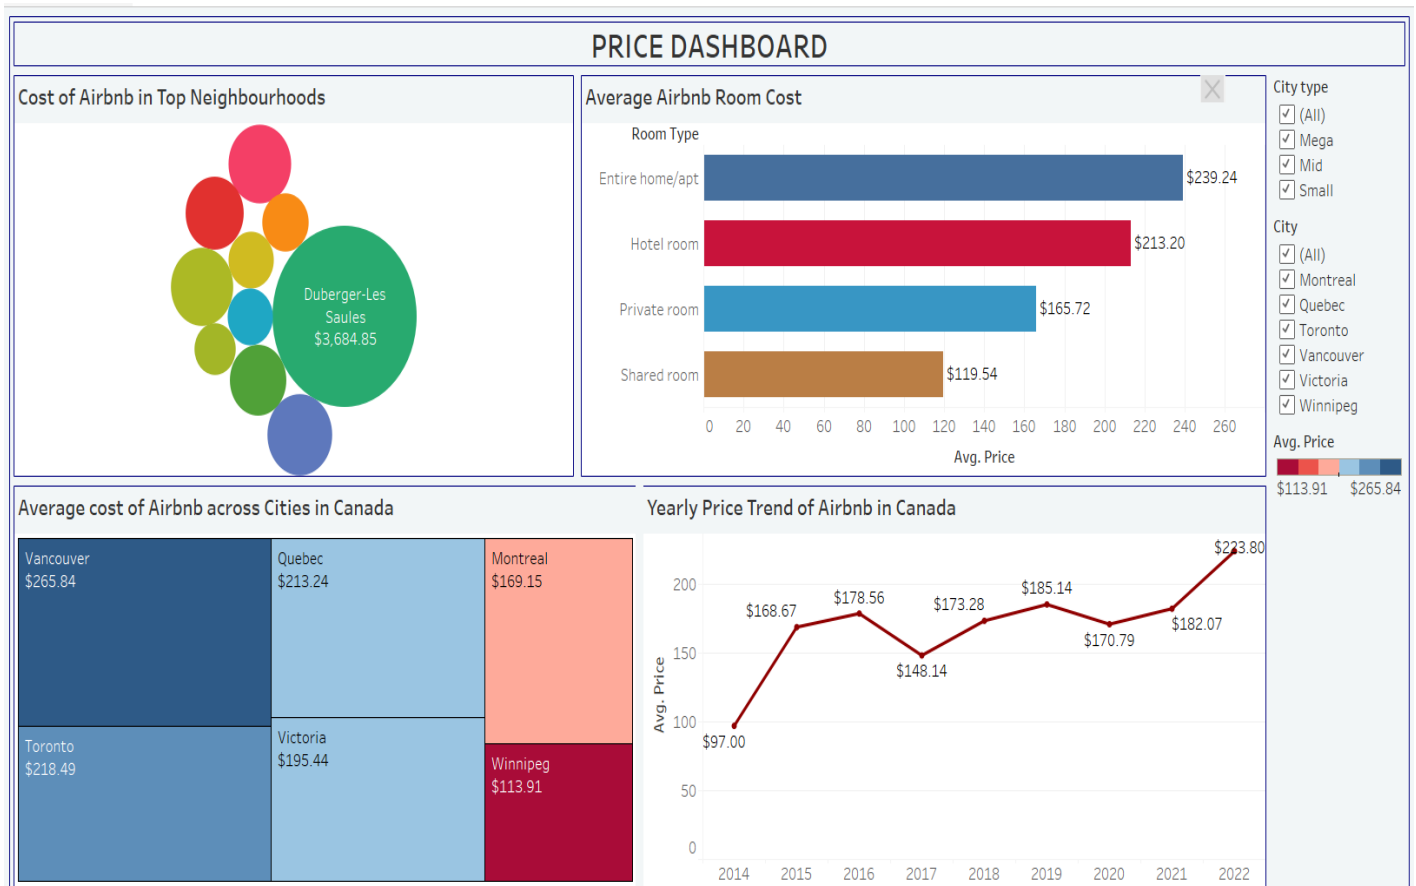 PRICE DASHBOARD
Cost of Airbnb in Top Neighbourhoods
Duberger-Les
Saules
$3,684.85
Average Airbnb Room Cost
X
Room Type
Entire home/apt
$239.24
Hotel room
$213.20
Private room
$165.72
Shared room
$119.54
0 20 40 60 80 100 120 140 160 180 200 220 240 260
Avg. Price
City type
(All)
Mega
Mid
Small
City
(All)
Montreal
Quebec
Toronto
Vancouver
Victoria
Winnipeg
Avg. Price
$113.91 $265.84
Average cost of Airbnb across Cities in Canada
Vancouver
$265.84
Toronto
$218.49
Quebec
$213.24
Victoria
$195.44
Montreal
$169.15
Winnipeg
$113.91
Yearly Price Trend of Airbnb in Canada
Avg. Price
200
150
100
50
0
$97.00
$168.67
$178.56
$148.14
$173.28
$185.14
$170.79
$182.07
$223.80
2014 2015 2016 2017 2018 2019 2020 2021 2022